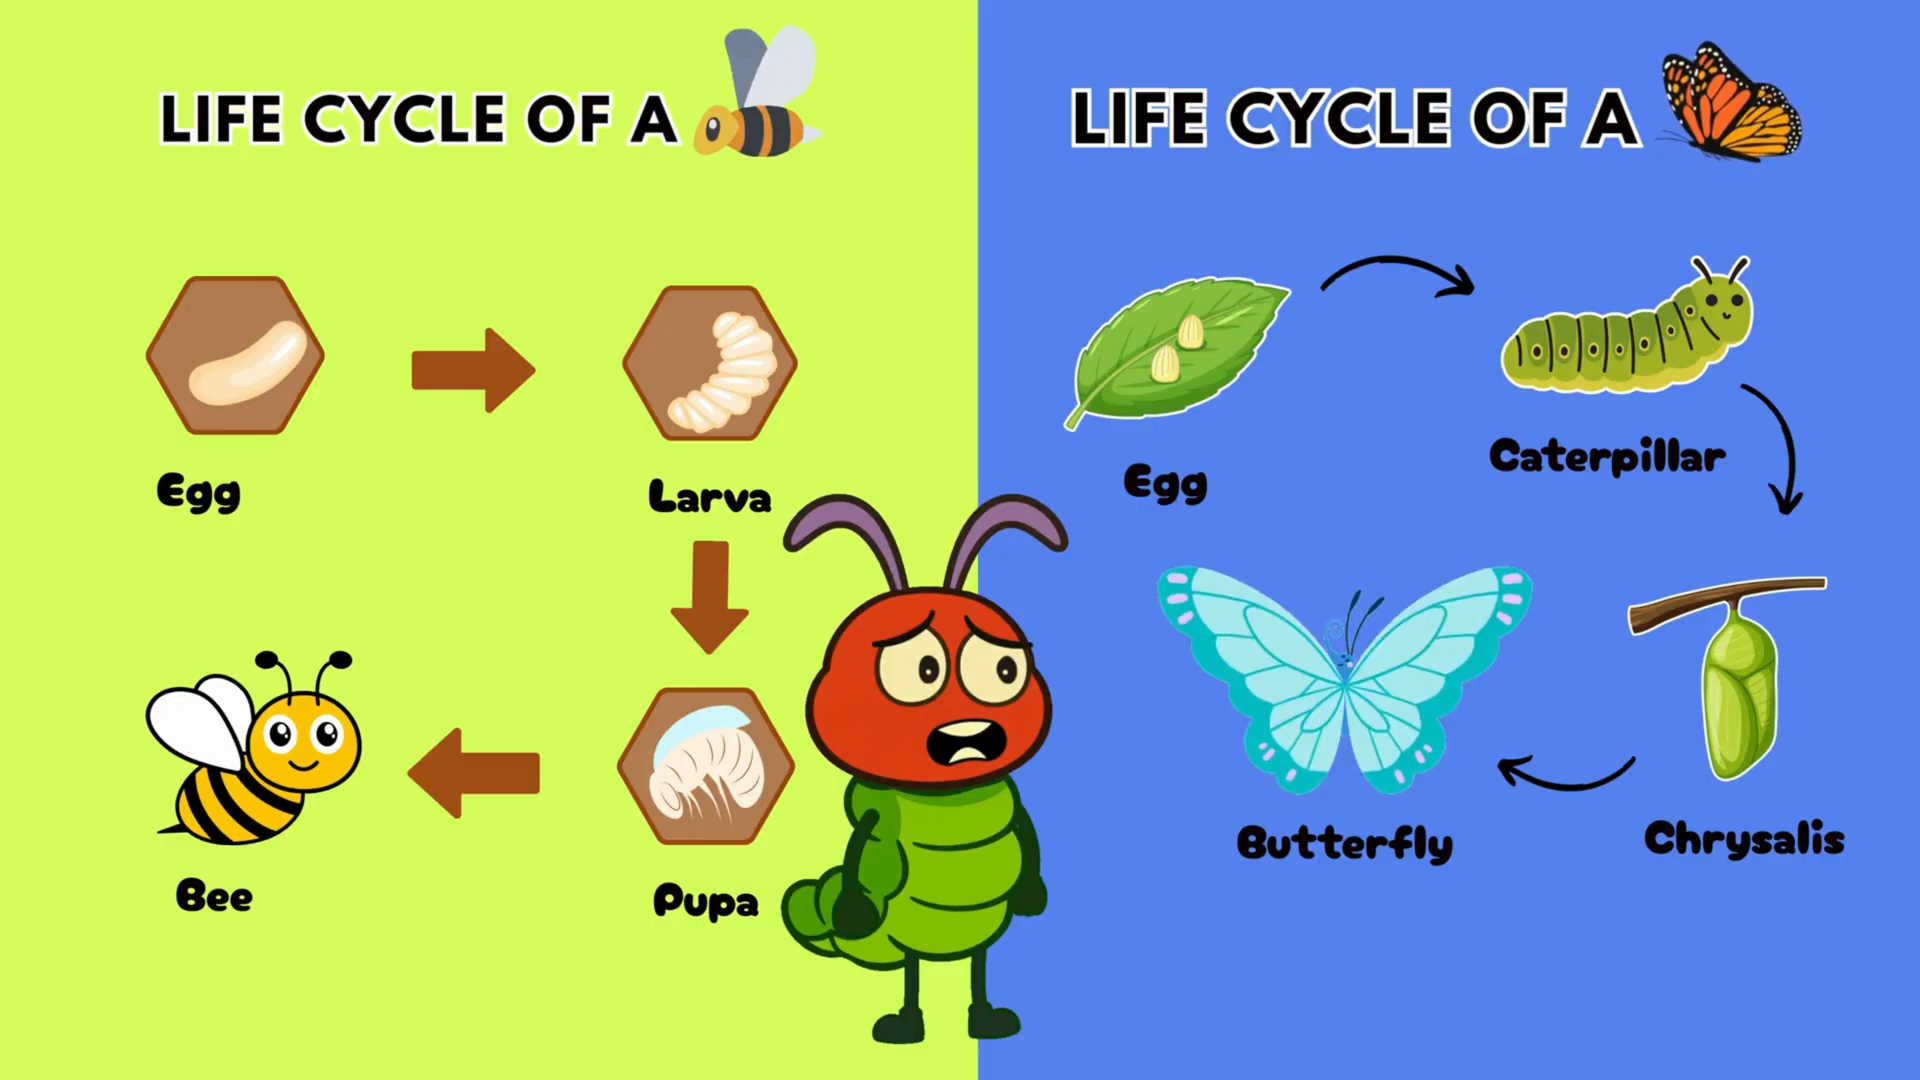 LIFE CYCLE OF A
Egg
Larva
Bee
Pupa
LIFE CYCLE OF A
Egg
Caterpillar
Butterfly
Chrysalis